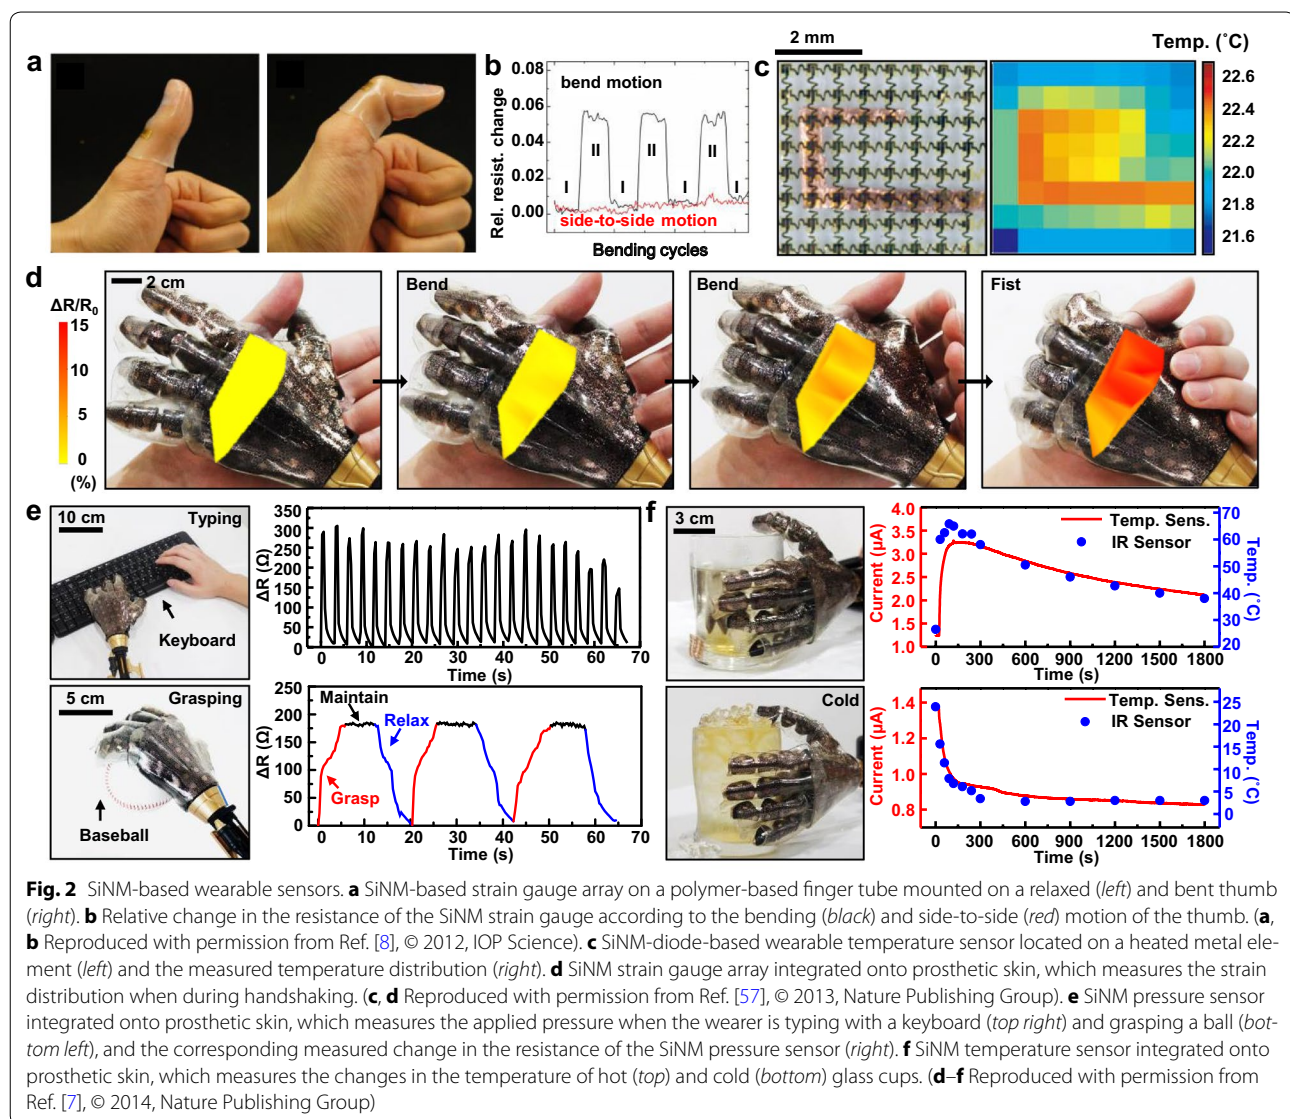 a
b
0.08
0.06
0.04
0.02
0.00
Rel. resist. change
bend motion
II
II
II
I
I
I
I
side-to-side motion
Bending cycles
c
2 mm
Temp. (˚C)
22.6
22.4
22.2
22.0
21.8
21.6
d
2 cm
Bend
Bend
Fist
ΔR/R0
15
10
5
0
(%)
e
10 cm
Typing
Keyboard
350
300
250
200
150
100
50
0
ΔR (Ω)
0 10 20 30 40 50 60 70
Time (s)
5 cm
Grasping
Baseball
250
200
150
100
50
0
ΔR (Ω)
Maintain
Relax
Grasp
0 10 20 30 40 50 60 70
Time (s)
f
3 cm
4.0
3.5
3.0
2.5
2.0
1.5
1.0
Current (µA)
Temp. Sens.
IR Sensor
70
60
50
40
30
20
Temp. (˚C)
0 300 600 900 1200 1500 1800
Time (s)
Cold
1.4
1.2
1.0
0.8
Current (µA)
Temp. Sens.
IR Sensor
25
20
15
10
5
0
Temp. (˚C)
0 300 600 900 1200 1500 1800
Time (s)
Fig. 2 SiNM-based wearable sensors. a SiNM-based strain gauge array on a polymer-based finger tube mounted on a relaxed (left) and bent thumb
(right). b Relative change in the resistance of the SiNM strain gauge according to the bending (black) and side-to-side (red) motion of the thumb. (a,
b Reproduced with permission from Ref. [8], © 2012, IOP Science). c SiNM-diode-based wearable temperature sensor located on a heated metal ele-
ment (left) and the measured temperature distribution (right). d SiNM strain gauge array integrated onto prosthetic skin, which measures the strain
distribution when during handshaking. (c, d Reproduced with permission from Ref. [57], © 2013, Nature Publishing Group). e SiNM pressure sensor
integrated onto prosthetic skin, which measures the applied pressure when the wearer is typing with a keyboard (top right) and grasping a ball (bot-
tom left), and the corresponding measured change in the resistance of the SiNM pressure sensor (right). f SiNM temperature sensor integrated onto
prosthetic skin, which measures the changes in the temperature of hot (top) and cold (bottom) glass cups. (d–f Reproduced with permission from
Ref. [7], © 2014, Nature Publishing Group)